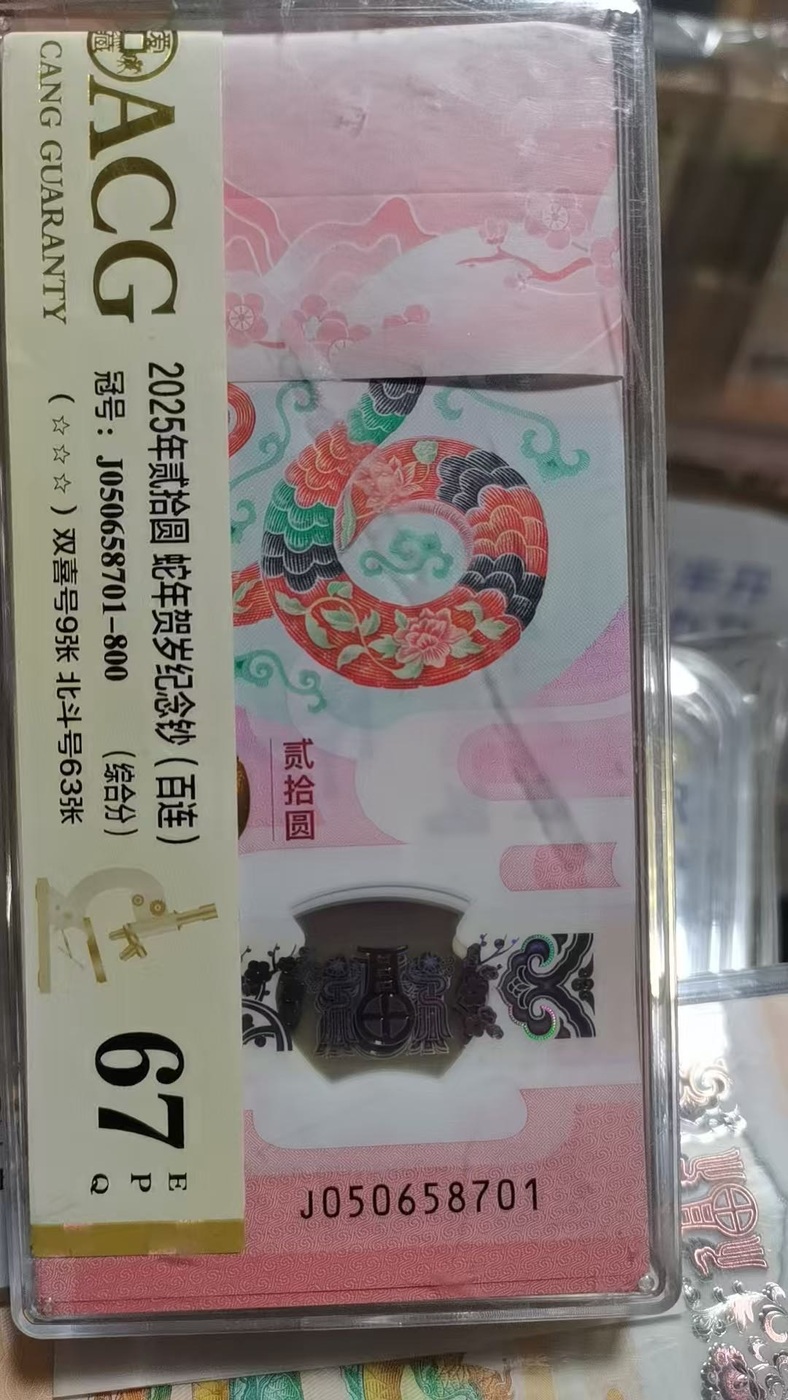 ACG
CANG GUARANTY
2025年贰拾圆 蛇年贺岁纪念钞（百连）
冠号：J050658701-800 （综合分）
（☆☆☆）双喜号9张 北斗号63张
67
E
P
Q
贰拾圆
J050658701